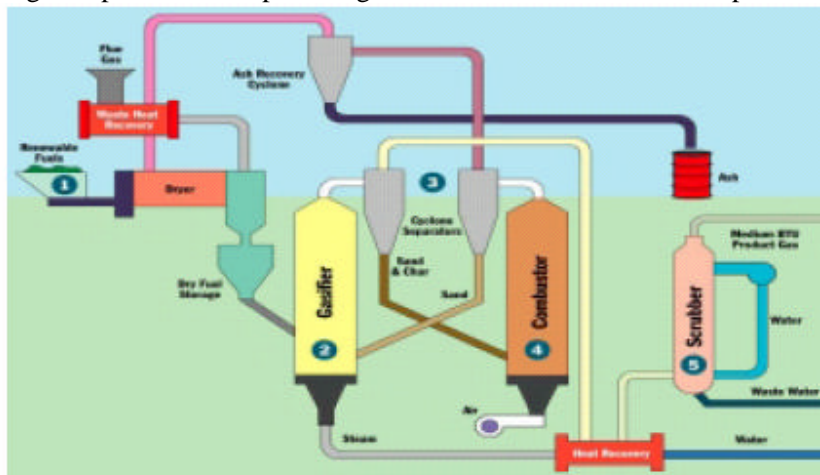 Flue
Gas
Waste Heat
Recovery
Renewable
Fuels
1
Dryer
Ash Recovery
Cyclone
3
Ash
Cyclone
Separators
Medium BTU
Product Gas
Dry Fuel
Storage
Sand
& Char
Sand
Gasifier
2
Combustor
4
Scrubber
5
Water
Waste Water
Air
Steam
Heat Recovery
Water